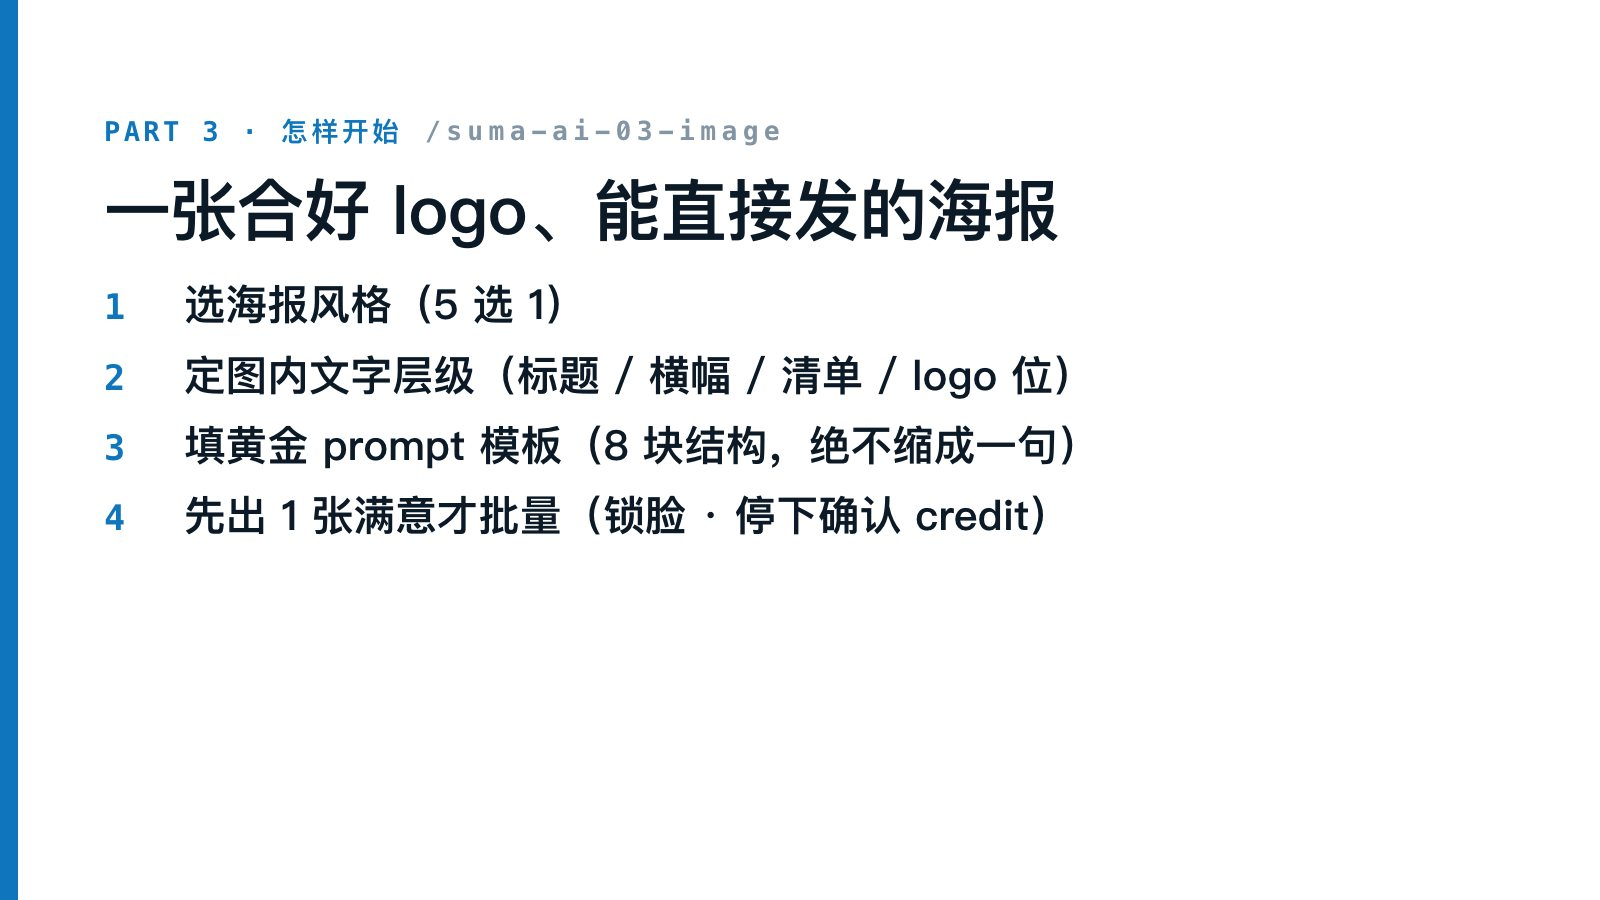 PART 3 · 怎样开始 /suma-ai-03-image
一张合好 logo、能直接发的海报
1 选海报风格（5 选 1）
2 定图内文字层级（标题 / 横幅 / 清单 / logo 位）
3 填黄金 prompt 模板（8 块结构，绝不缩成一句）
4 先出 1 张满意才批量（锁脸 · 停下确认 credit）